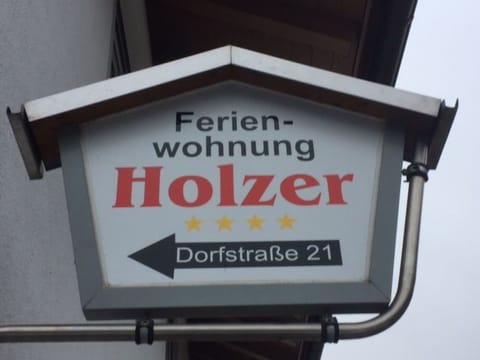 Ferien-
wohnung
Holzer
Dorfstraße 21